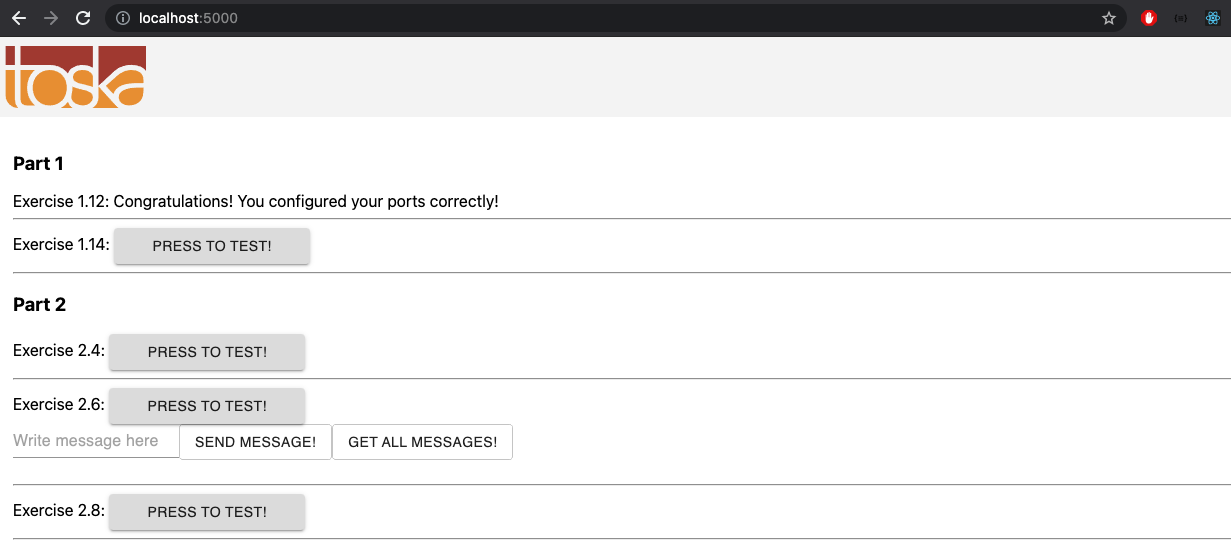 localhost:5000
toska
Part 1
Exercise 1.12: Congratulations! You configured your ports correctly!
Exercise 1.14: PRESS TO TEST!
Part 2
Exercise 2.4: PRESS TO TEST!
Exercise 2.6: PRESS TO TEST!
Write message here SEND MESSAGE! GET ALL MESSAGES!
Exercise 2.8: PRESS TO TEST!